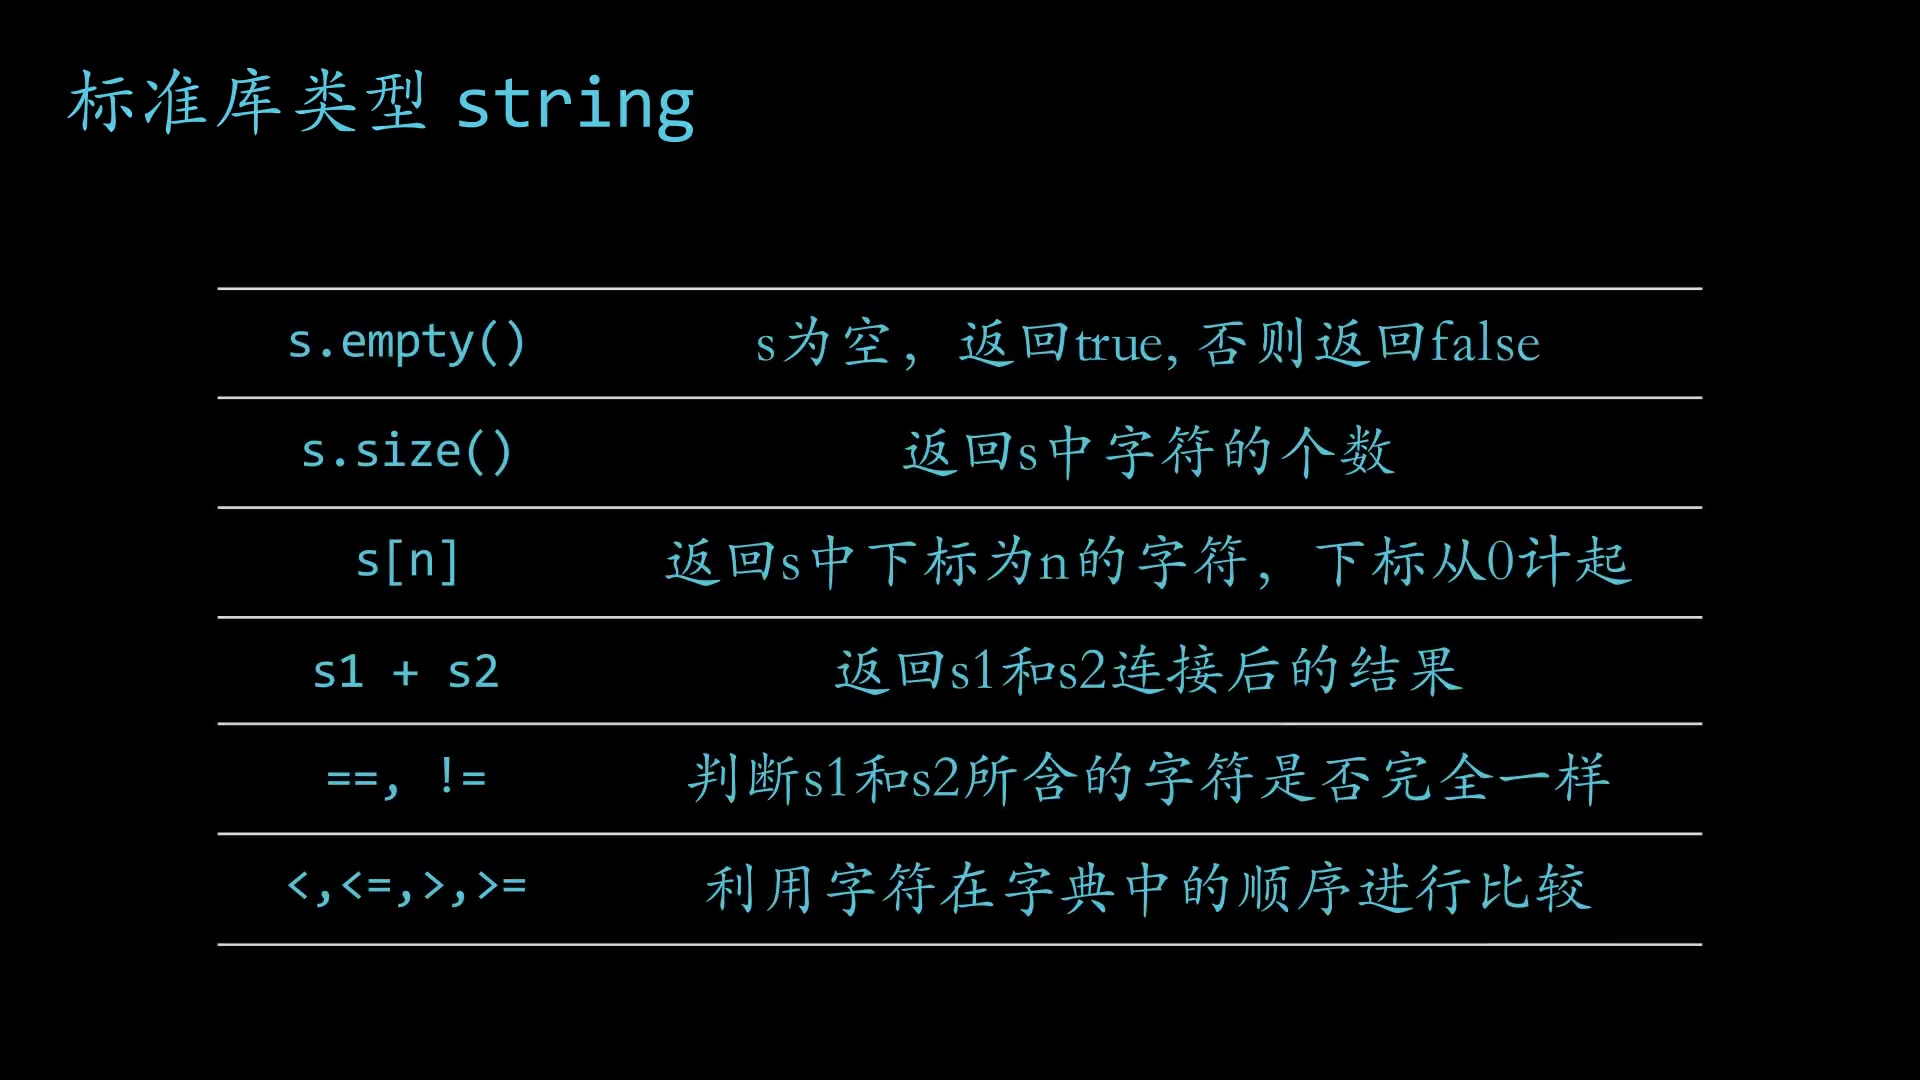 标准库类型 string
s.empty() s为空，返回true, 否则返回false
s.size() 返回s中字符的个数
s[n] 返回s中下标为n的字符，下标从0计起
s1 + s2 返回s1和s2连接后的结果
==, != 判断s1和s2所含的字符是否完全一样
<,<=,>,>= 利用字符在字典中的顺序进行比较